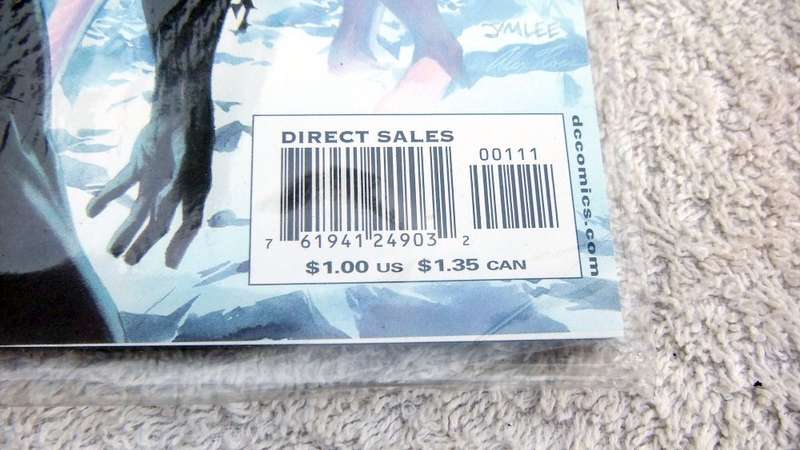 JYMLEE
DIRECT SALES
00111
7 61941 24903 2
$1.00 US $1.35 CAN
dccomics.com